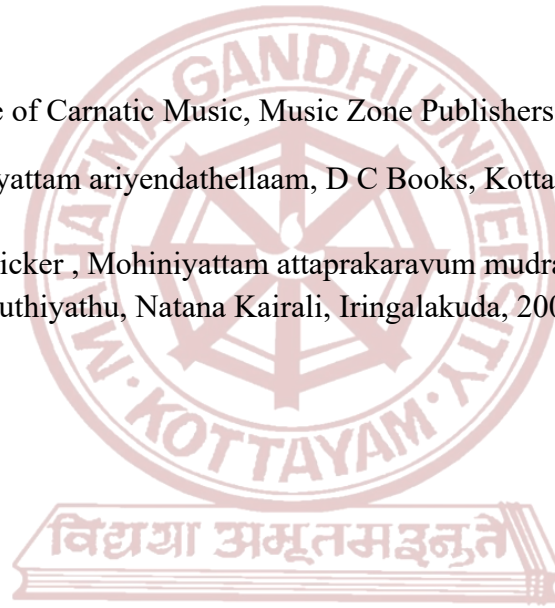 e of Carnatic Music, Music Zone Publishers
yattam ariyendathellaam, D C Books, Kotta
icker , Mohiniyattam attaprakaravum mudra
uthiyathu, Natana Kairali, Iringalakuda, 200
MAHATMA GANDHI UNIVERSITY
KOTTAYAM
विद्यया अमृतमश्नुते